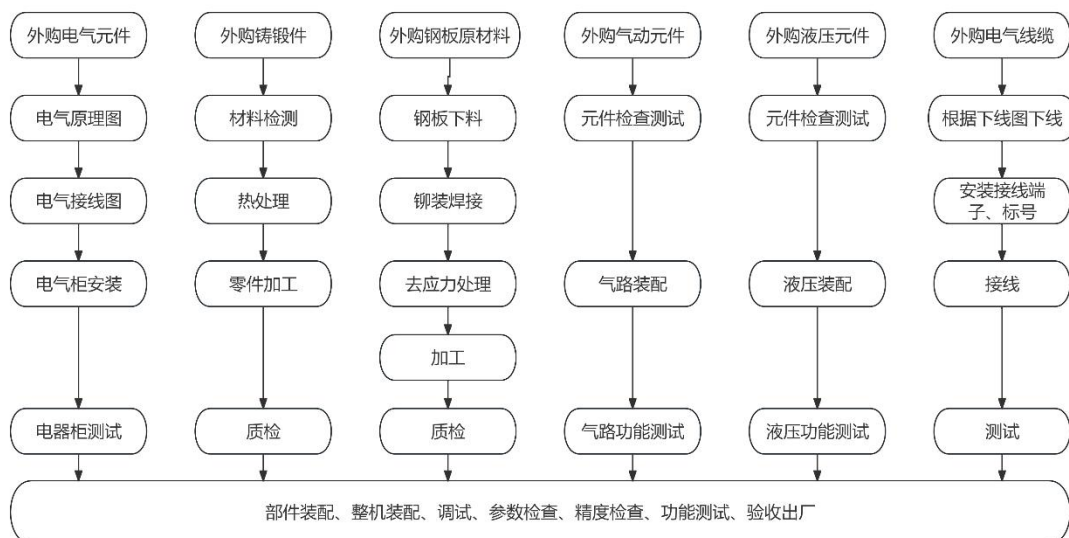 外购电气元件
外购铸锻件
外购钢板原材料
外购气动元件
外购液压元件
外购电气线缆
电气原理图
材料检测
钢板下料
元件检查测试
元件检查测试
根据下线图下线
电气接线图
热处理
铆装焊接
安装接线端
子、标号
电气柜安装
零件加工
去应力处理
气路装配
液压装配
接线
加工
电器柜测试
质检
质检
气路功能测试
液压功能测试
测试
部件装配、整机装配、调试、参数检查、精度检查、功能测试、验收出厂